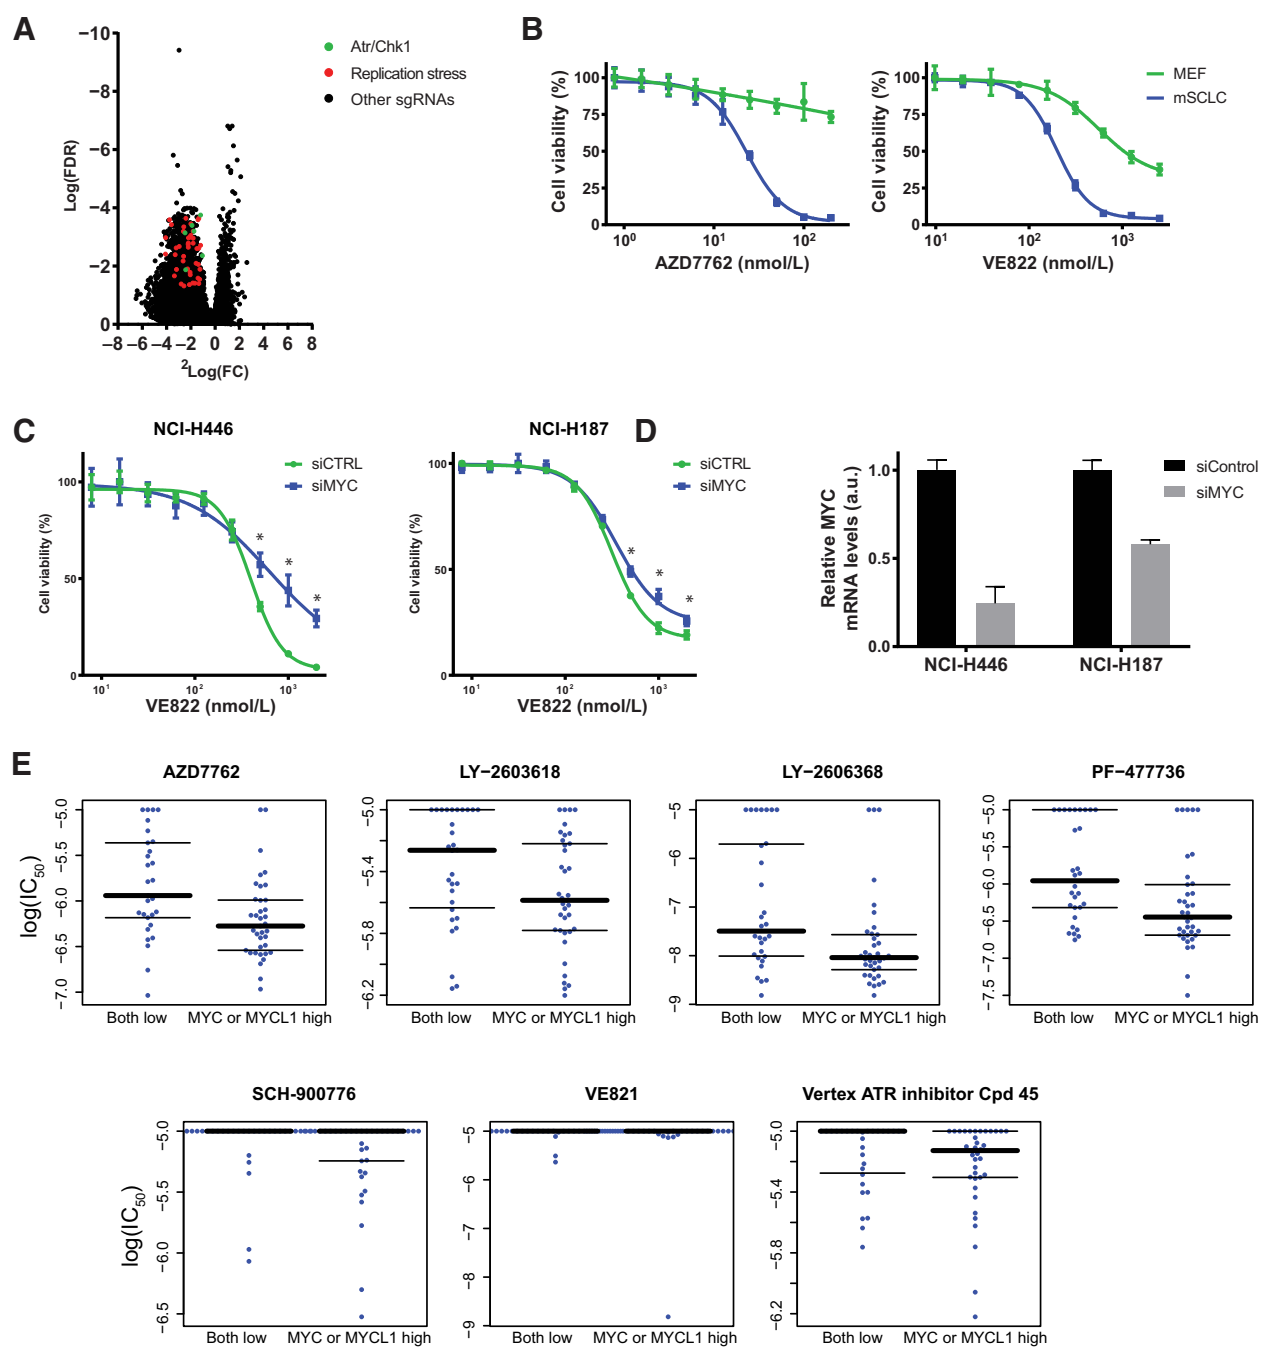 A
−10
−8
−6
−4
−2
0
Log(FDR)
−8 −6 −4 −2 0 2 4 6 8
2Log(FC)
Atr/Chk1
Replication stress
Other sgRNAs
B
100
75
50
25
0
Cell viability (%)
10⁰ 10¹ 10²
AZD7762 (nmol/L)
100
75
50
25
0
Cell viability (%)
10¹ 10² 10³
VE822 (nmol/L)
MEF
mSCLC
C
NCI-H446
100
50
0
Cell viability (%)
10¹ 10² 10³
VE822 (nmol/L)
siCTRL
siMYC
* * *
NCI-H187
100
50
0
Cell viability (%)
10¹ 10² 10³
VE822 (nmol/L)
siCTRL
siMYC
* * *
D
1.0
0.5
0.0
Relative MYC
mRNA levels (a.u.)
NCI-H446 NCI-H187
siControl
siMYC
E
AZD7762
log(IC₅₀)
−5.0
−5.5
−6.0
−6.5
−7.0
Both low MYC or MYCL1 high
LY−2603618
−5.0
−5.4
−5.8
−6.2
Both low MYC or MYCL1 high
LY−2606368
−5
−6
−7
−8
−9
Both low MYC or MYCL1 high
PF−477736
−5.0
−5.5
−6.0
−6.5
−7.0
−7.5
Both low MYC or MYCL1 high
SCH-900776
log(IC₅₀)
−5.0
−5.5
−6.0
−6.5
Both low MYC or MYCL1 high
VE821
−5
−6
−7
−8
−9
Both low MYC or MYCL1 high
Vertex ATR inhibitor Cpd 45
−5.0
−5.4
−5.8
−6.2
Both low MYC or MYCL1 high